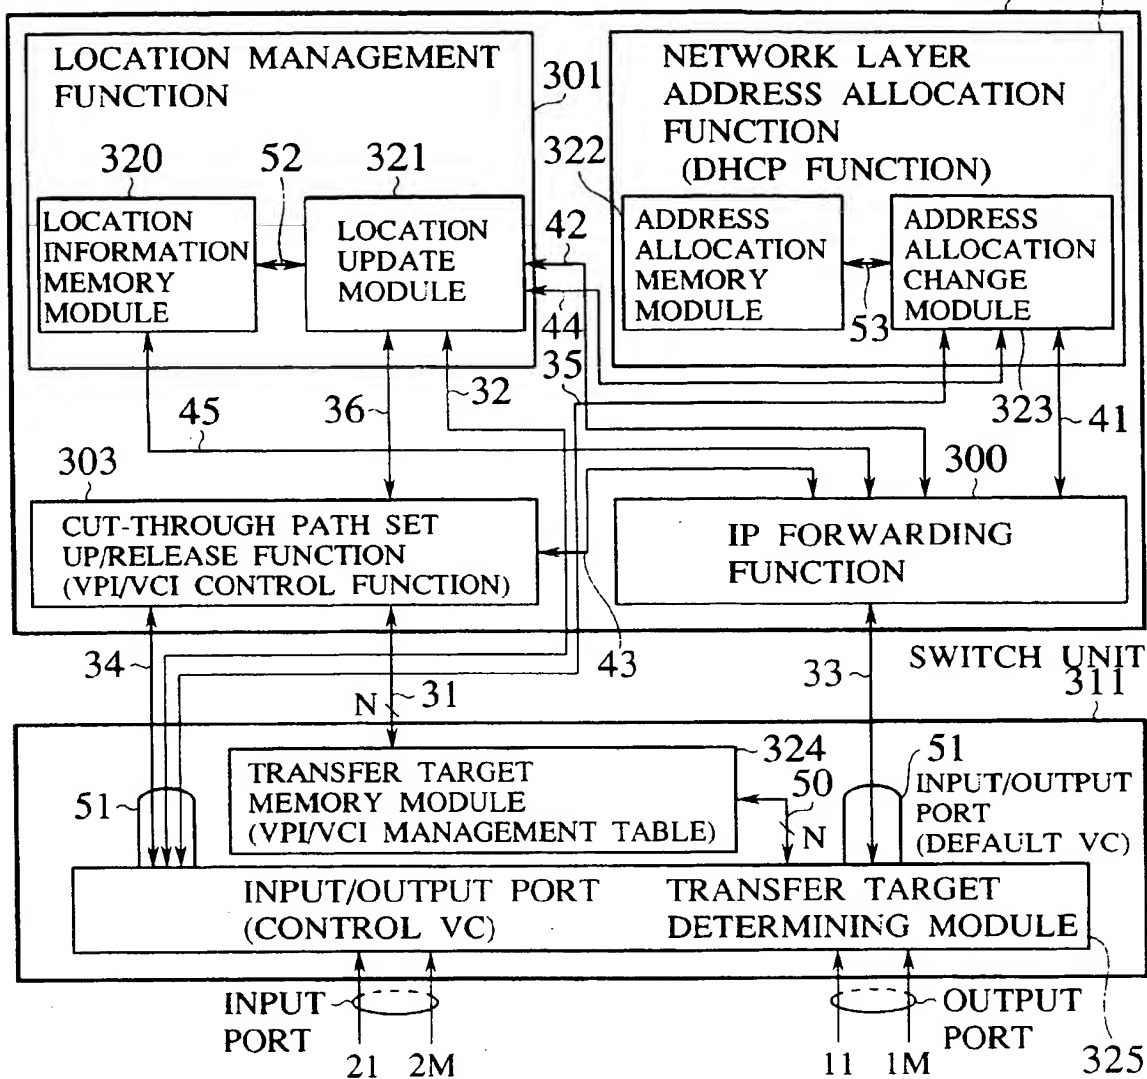 LOCATION MANAGEMENT
FUNCTION
301
320
52
321
LOCATION
INFORMATION
MEMORY
MODULE
LOCATION
UPDATE
MODULE
NETWORK LAYER
ADDRESS ALLOCATION
FUNCTION
(DHCP FUNCTION)
322
ADDRESS
ALLOCATION
MEMORY
MODULE
53
ADDRESS
ALLOCATION
CHANGE
MODULE
42
44
35
32
36
45
323
41
303
300
CUT-THROUGH PATH SET
UP/RELEASE FUNCTION
(VPI/VCI CONTROL FUNCTION)
IP FORWARDING
FUNCTION
34
N
31
43
33
SWITCH UNIT
311
51
TRANSFER TARGET
MEMORY MODULE
(VPI/VCI MANAGEMENT TABLE)
324
50
N
51
INPUT/OUTPUT
PORT
(DEFAULT VC)
INPUT/OUTPUT PORT
(CONTROL VC)
TRANSFER TARGET
DETERMINING MODULE
INPUT
PORT
21
2M
11
1M
OUTPUT
PORT
325